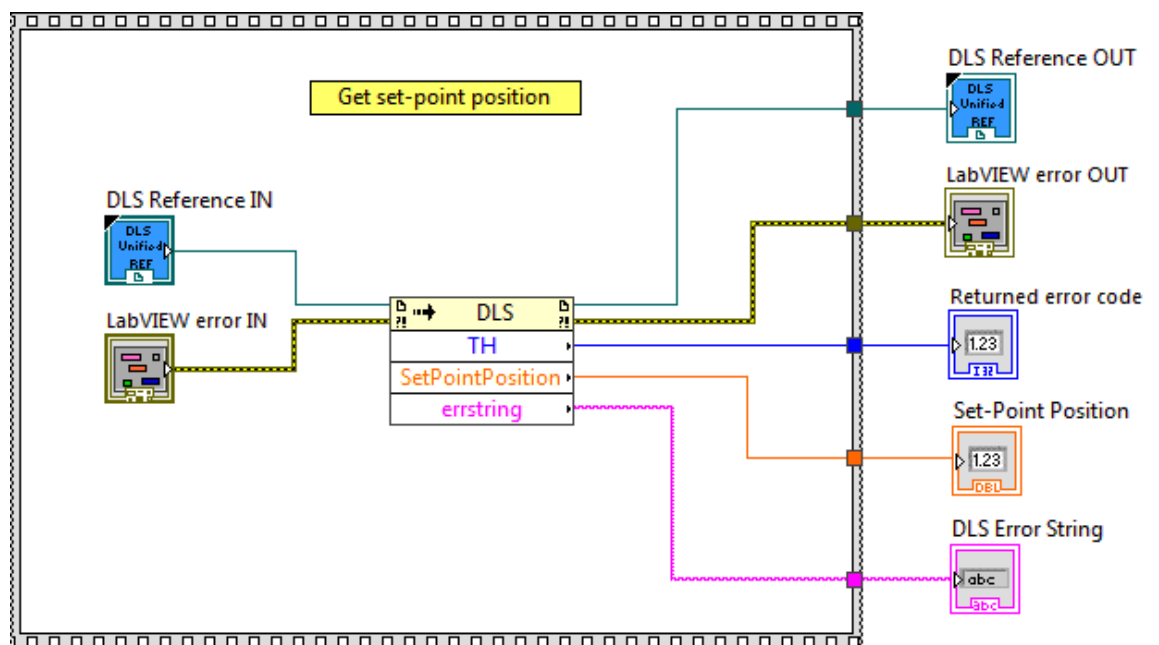 DLS Reference OUT
DLS
Unified
REF
Get set-point position
LabVIEW error OUT
DLS Reference IN
DLS
Unified
REF
Returned error code
1.23
I32
LabVIEW error IN
DLS
TH
SetPointPosition
errstring
Set-Point Position
1.23
DBL
DLS Error String
abc
abc